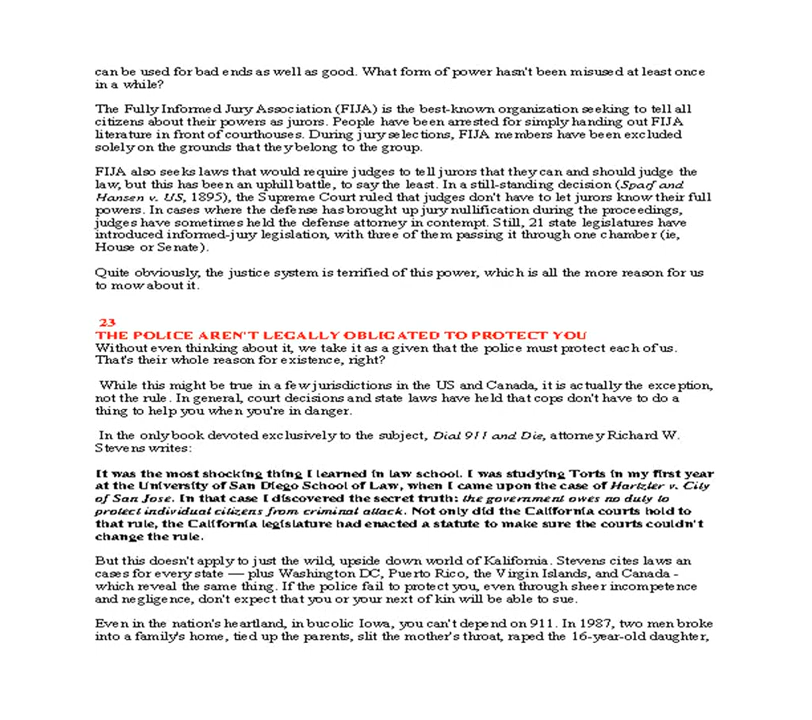 can be used for bad ends as well as good. What form of power hasn't been misused at least once
in a while?
The Fully Informed Jury Association (FIJA) is the best-known organization seeking to tell all
citizens about their powers as jurors. People have been arrested for simply handing out FIJA
literature in front of courthouses. During jury selections, FIJA members have been excluded
solely on the grounds that they belong to the group.
FIJA also seeks laws that would require judges to tell jurors that they can and should judge the
law, but this has been an uphill battle, to say the least. In a still-standing decision (Sparf and
Hansen v. US, 1895), the Supreme Court ruled that judges don't have to let jurors know their full
powers. In cases where the defense has brought up jury nullification during the proceedings,
judges have sometimes held the defense attorney in contempt. Still, 21 state legislatures have
introduced informed-jury legislation, with three of them passing it through one chamber (ie,
House or Senate).
Quite obviously, the justice system is terrified of this power, which is all the more reason for us
to mow about it.
23
THE POLICE AREN'T LEGALLY OBLIGATED TO PROTECT YOU
Without even thinking about it, we take it as a given that the police must protect each of us.
That's their whole reason for existence, right?
While this might be true in a few jurisdictions in the US and Canada, it is actually the exception,
not the rule. In general, court decisions and state laws have held that cops don't have to do a
thing to help you when you're in danger.
In the only book devoted exclusively to the subject, Dial 911 and Die, attorney Richard W.
Stevens writes:
It was the most shocking thing I learned in law school. I was studying Torts in my first year
at the University of San Diego School of Law, when I came upon the case of Hartzler v. City
of San Jose. In that case I discovered the secret truth: the government owes no duty to
protect individual citizens from criminal attack. Not only did the California courts hold to
that rule, the California legislature had enacted a statute to make sure the courts couldn't
change the rule.
But this doesn't apply to just the wild, upside down world of Kalifornia. Stevens cites laws an
cases for every state — plus Washington DC, Puerto Rico, the Virgin Islands, and Canada -
which reveal the same thing. If the police fail to protect you, even through sheer incompetence
and negligence, don't expect that you or your next of kin will be able to sue.
Even in the nation's heartland, in bucolic Iowa, you can't depend on 911. In 1987, two men broke
into a family's home, tied up the parents, slit the mother's throat, raped the 16-year-old daughter,